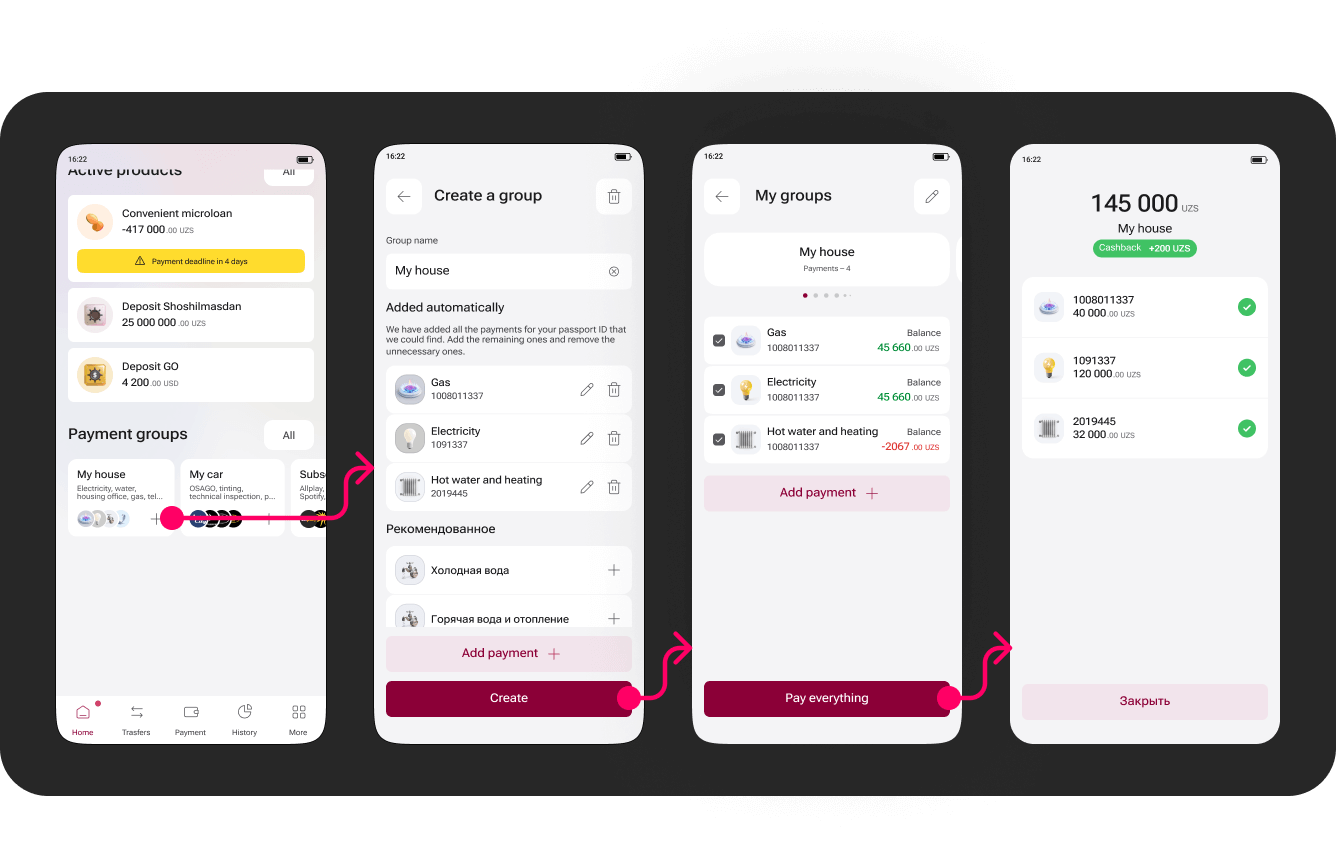 16:22
Active products
All
Convenient microloan
-417 000.00 UZS
Payment deadline in 4 days
Deposit Shoshilmasdan
25 000 000 .00 UZS
Deposit GO
4 200 .00 USD
Payment groups
All
My house
Electricity, water,
housing office, gas, tel...
My car
OSAGO, tinting,
technical inspection, p...
Subs
Allplay,
Spotify,
Home
Trasfers
Payment
History
More
16:22
Create a group
Group name
My house
Added automatically
We have added all the payments for your passport ID that
we could find. Add the remaining ones and remove the
unnecessary ones.
Gas
1008011337
Electricity
1091337
Hot water and heating
2019445
Рекомендованное
Холодная вода
Горячая вода и отопление
Add payment
Create
16:22
My groups
My house
Payments – 4
Gas
Balance
1008011337
45 660.00 UZS
Electricity
Balance
1008011337
45 660.00 UZS
Hot water and heating
Balance
1008011337
-2067.00 UZS
Add payment
Pay everything
16:22
145 000 UZS
My house
Cashback +200 UZS
1008011337
40 000.00 UZS
1091337
120 000.00 UZS
2019445
32 000.00 UZS
Закрыть